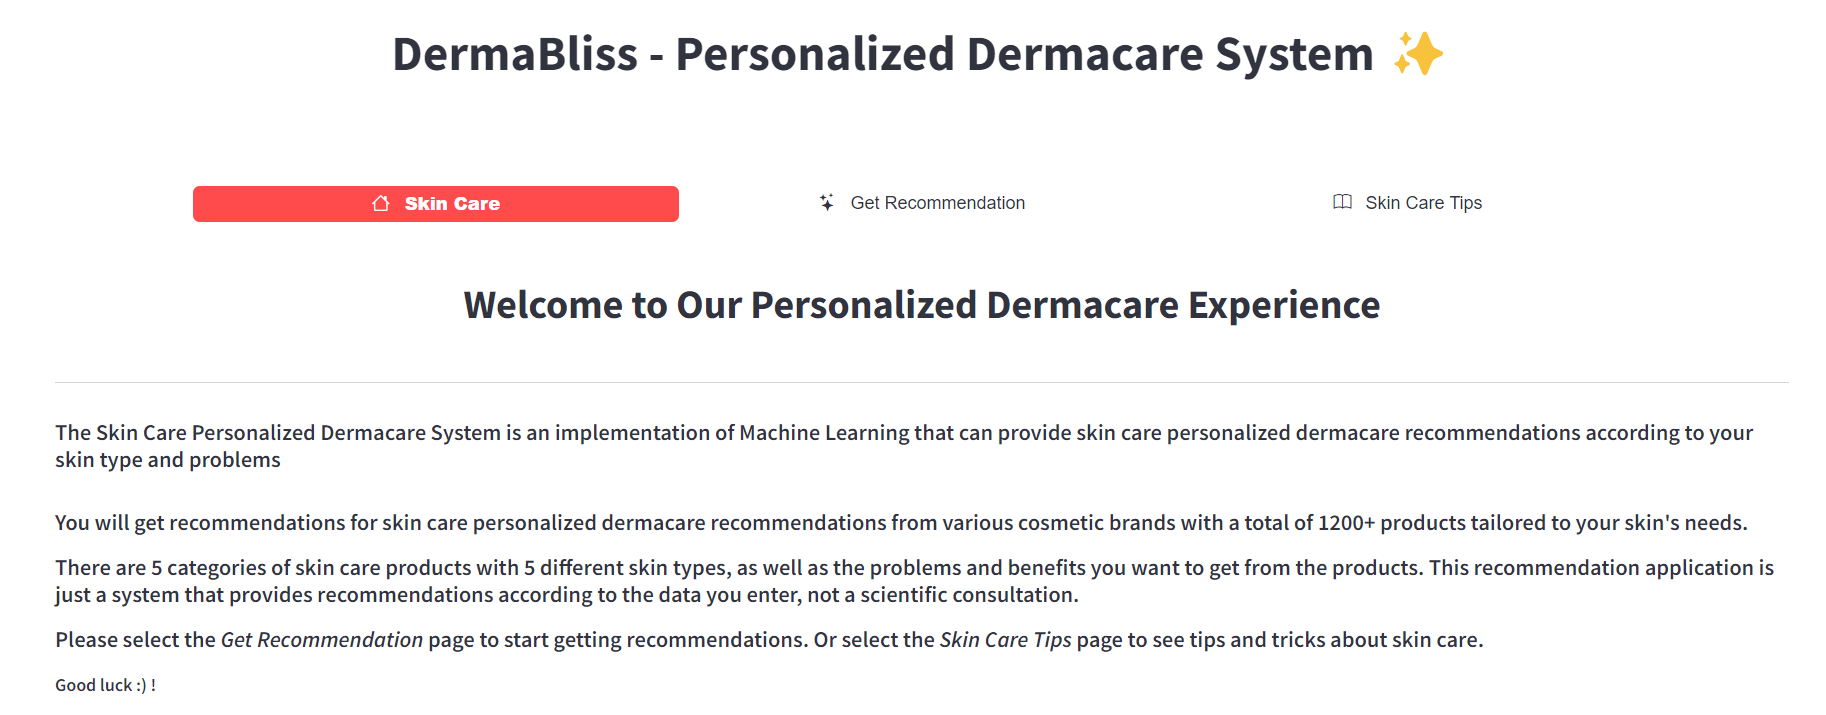 DermaBliss - Personalized Dermacare System ✨
Skin Care
Get Recommendation
Skin Care Tips
Welcome to Our Personalized Dermacare Experience
The Skin Care Personalized Dermacare System is an implementation of Machine Learning that can provide skin care personalized dermacare recommendations according to your
skin type and problems
You will get recommendations for skin care personalized dermacare recommendations from various cosmetic brands with a total of 1200+ products tailored to your skin's needs.
There are 5 categories of skin care products with 5 different skin types, as well as the problems and benefits you want to get from the products. This recommendation application is
just a system that provides recommendations according to the data you enter, not a scientific consultation.
Please select the Get Recommendation page to start getting recommendations. Or select the Skin Care Tips page to see tips and tricks about skin care.
Good luck :) !